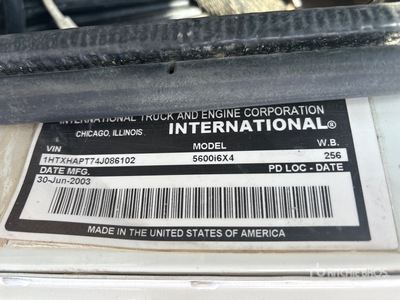 INTERNATIONAL TRUCK AND ENGINE CORPORATION
CHICAGO, ILLINOIS INTERNATIONAL®
VIN MODEL W.B.
1HTXHAPT74J086102 5600i6X4 256
DATE MFG. PD LOC - DATE
30-Jun-2003
MADE IN THE UNITED STATES OF AMERICA
RitchieBros